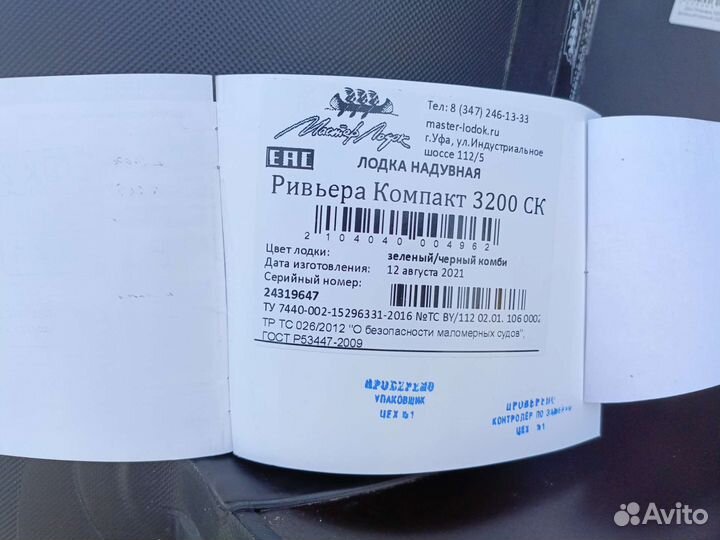 Мастер Лодок
Тел: 8 (347) 246-13-33
master-lodok.ru
г.Уфа, ул.Индустриальное
шоссе 112/5
EAC
ЛОДКА НАДУВНАЯ
Ривьера Компакт 3200 СК
2 104040 004962
Цвет лодки: зеленый/черный комби
Дата изготовления: 12 августа 2021
Серийный номер:
24319647
ТУ 7440-002-15296331-2016 №ТС BY/112 02.01. 106 0002
ТР ТС 026/2012 "О безопасности маломерных судов",
ГОСТ Р53447-2009
ПРОВЕРЕНО
УПАКОВЩИК
ЦЕХ №1
ПРОВЕРЕНО
КОНТРОЛЁР ПО
ЦЕХ №1
Avito